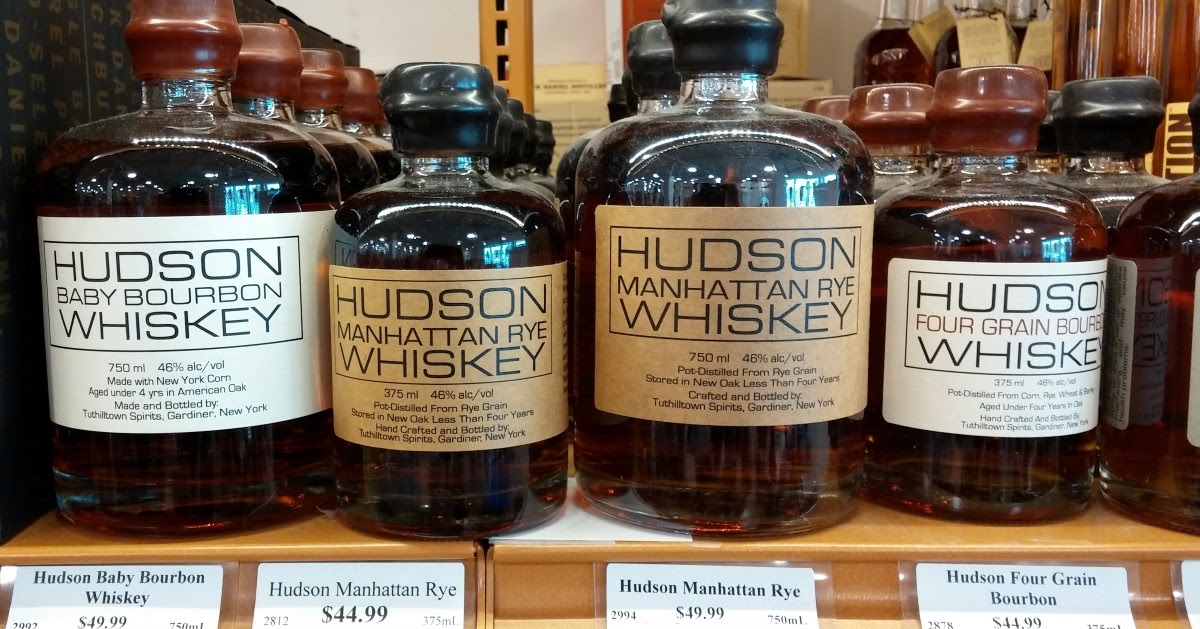 HUDSON
BABY BOURBON
WHISKEY
750 ml 46% alc/vol
Made with New York Corn
Aged under 4 yrs in American Oak
Made and Bottled by:
Tuthilltown Spirits, Gardiner, New York
HUDSON
MANHATTAN RYE
WHISKEY
375 ml 46% alc/vol
Pot-Distilled From Rye Grain
Stored in New Oak Less Than Four Years
Hand Crafted and Bottled by:
Tuthilltown Spirits, Gardiner, New York
HUDSON
MANHATTAN RYE
WHISKEY
750 ml 46% alc/vol
Pot-Distilled From Rye Grain
Stored in New Oak Less Than Four Years
Crafted and Bottled by:
Tuthilltown Spirits, Gardiner, New York
HUDSON
FOUR GRAIN BOURBO
WHISKEY
375 ml 46% alc/vol
Pot-Distilled From Corn, Rye, Wheat & Barley
Aged Under Four Years in Oak
Hand Crafted And Bottled By:
Tuthilltown Spirits, Gardiner, New York
Hudson Baby Bourbon
Whiskey
2992 $49.99 750mL
Hudson Manhattan Rye
2812 $44.99 375mL
Hudson Manhattan Rye
2994 $49.99 750mL
Hudson Four Grain
Bourbon
2878 $44.99 375mL